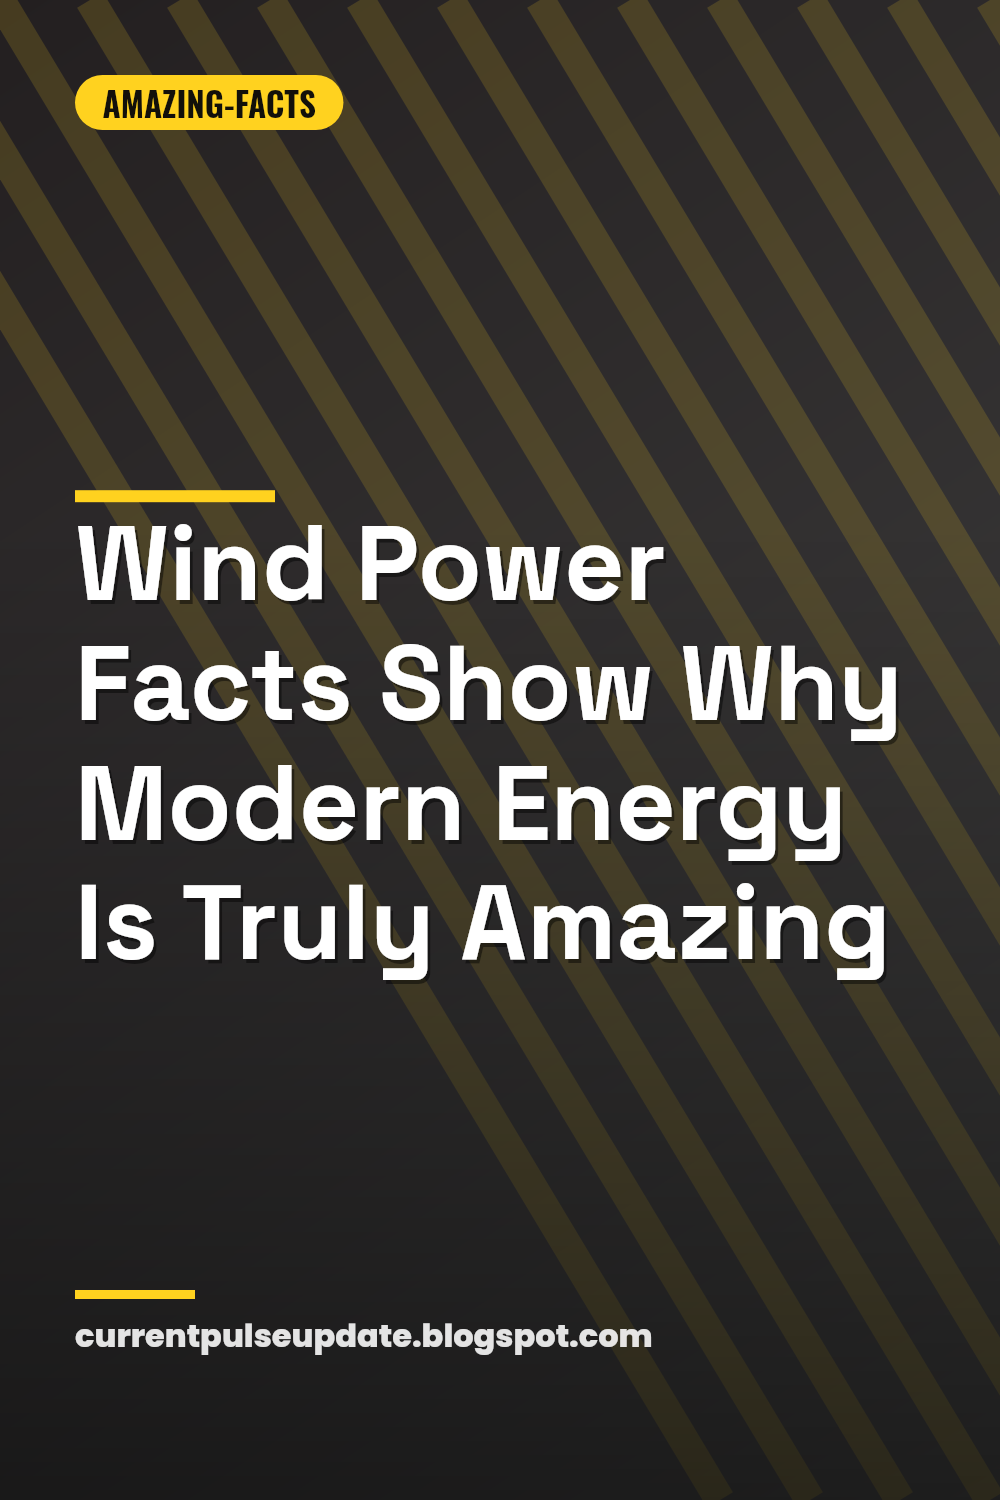 AMAZING-FACTS
Wind Power
Facts Show Why
Modern Energy
Is Truly Amazing
currentpulseupdate.blogspot.com